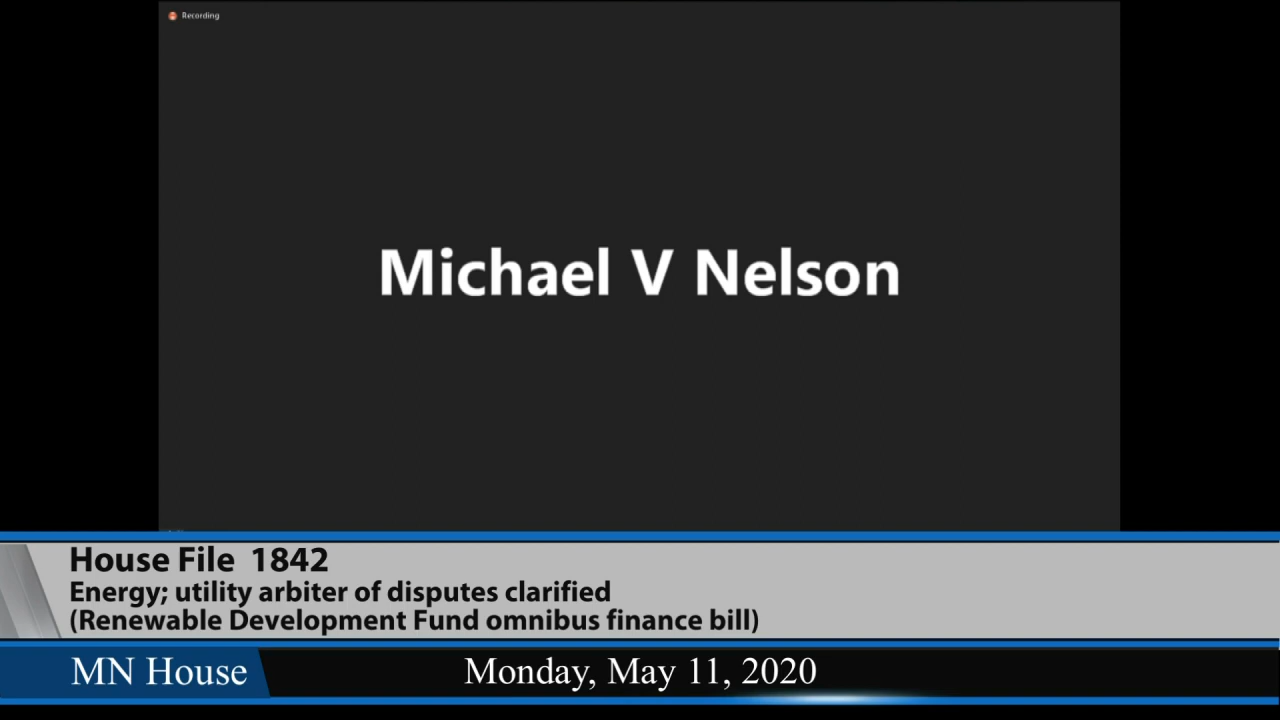 Recording
Michael V Nelson
House File 1842
Energy; utility arbiter of disputes clarified
(Renewable Development Fund omnibus finance bill)
MN House
Monday, May 11, 2020